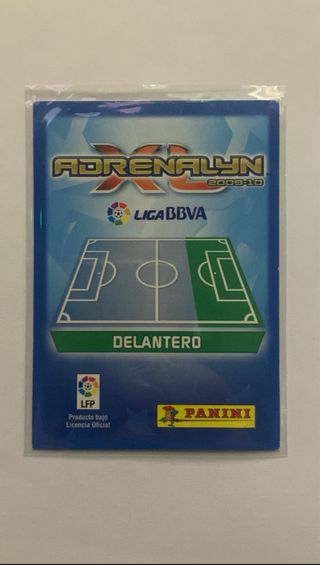 ADRENALYN
XL
2009-10
LIGA BBVA
DELANTERO
LFP
Producto bajo
Licencia Oficial
PANINI